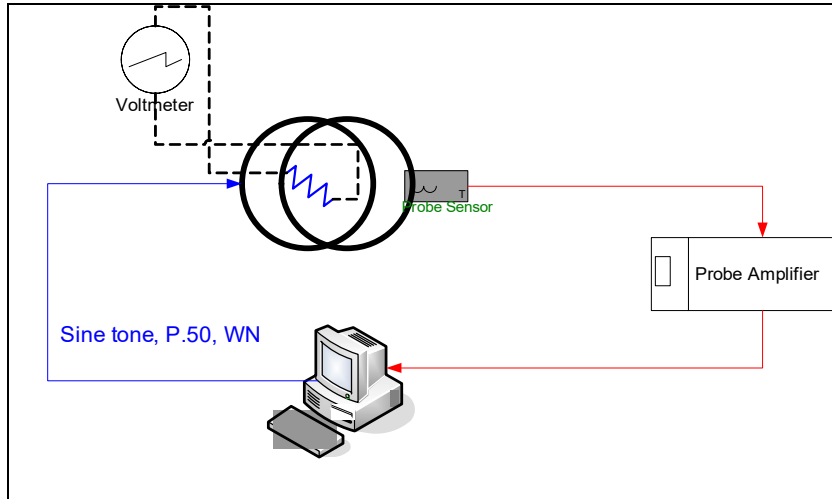 Voltmeter
T
Probe Sensor
Probe Amplifier
Sine tone, P.50, WN